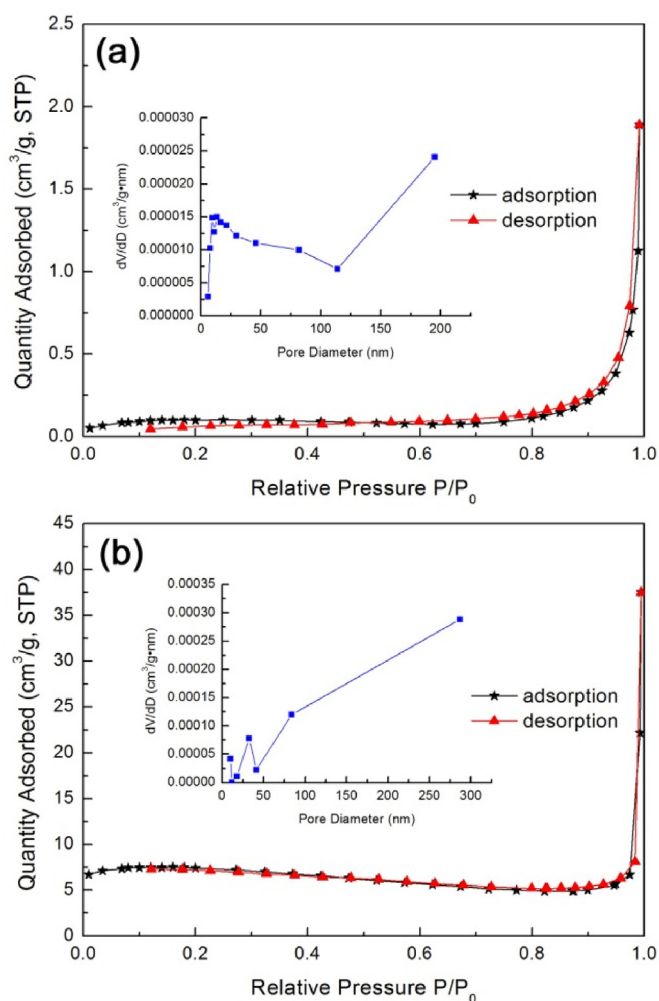 (a)
Quantity Adsorbed (cm³/g, STP)
2.5
2.0
1.5
1.0
0.5
0.0
0.0 0.2 0.4 0.6 0.8 1.0
Relative Pressure P/P₀
dV/dD (cm³/g•nm)
0.000030
0.000025
0.000020
0.000015
0.000010
0.000005
0.000000
0 50 100 150 200
Pore Diameter (nm)
adsorption
desorption
(b)
Quantity Adsorbed (cm³/g, STP)
45
40
35
30
25
20
15
10
5
0
0.0 0.2 0.4 0.6 0.8 1.0
Relative Pressure P/P₀
dV/dD (cm³/g•nm)
0.00035
0.00030
0.00025
0.00020
0.00015
0.00010
0.00005
0.00000
0 50 100 150 200 250 300
Pore Diameter (nm)
adsorption
desorption